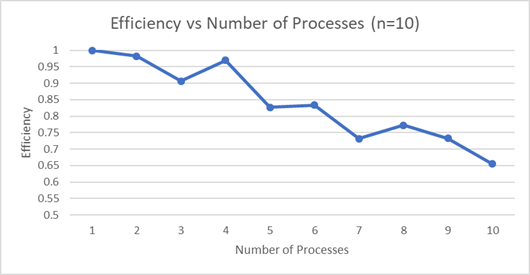 Efficiency vs Number of Processes (n=10)
1
0.95
0.9
0.85
0.8
0.75
0.7
0.65
0.6
0.55
0.5
Efficiency
1 2 3 4 5 6 7 8 9 10
Number of Processes